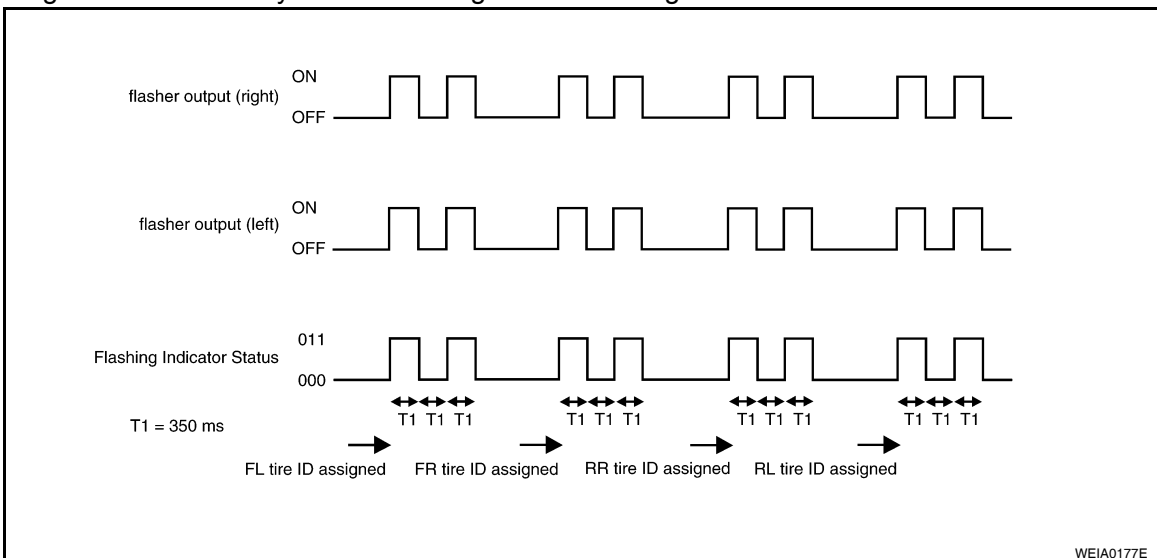 ON
flasher output (right)
OFF
ON
flasher output (left)
OFF
011
Flashing Indicator Status
000
T1 T1 T1 T1 T1 T1 T1 T1 T1 T1 T1 T1
T1 = 350 ms
FL tire ID assigned FR tire ID assigned RR tire ID assigned RL tire ID assigned
WEIA0177E